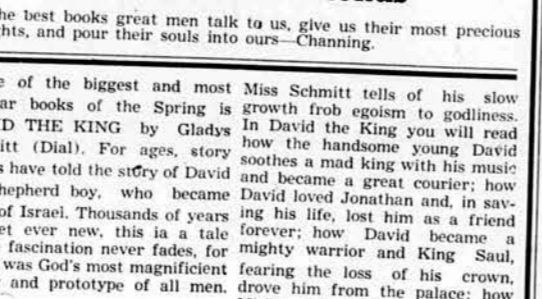 he best books great men talk to us, give us their most precious
hts, and pour their souls into ours—Channing.
e of the biggest and most
ar books of the Spring is
D THE KING by Gladys
itt (Dial). For ages, story
s have told the story of David
hepherd boy, who became
of Israel. Thousands of years
et ever new, this ia a tale
fascination never fades, for
was God's most magnificient
and prototype of all men.
Miss Schmitt tells of his slow
growth frob egoism to godliness.
In David the King you will read
how the handsome young David
soothes a mad king with his music
and became a great courier; how
David loved Jonathan and, in sav-
ing his life, lost him as a friend
forever; how David became a
mighty warrior and King Saul,
fearing the loss of his crown,
drove him from the palace; how